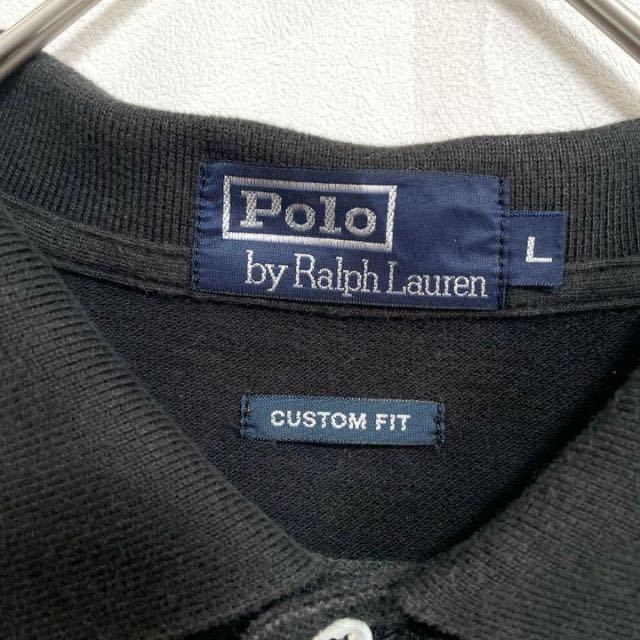 Polo
by Ralph Lauren
L
CUSTOM FIT